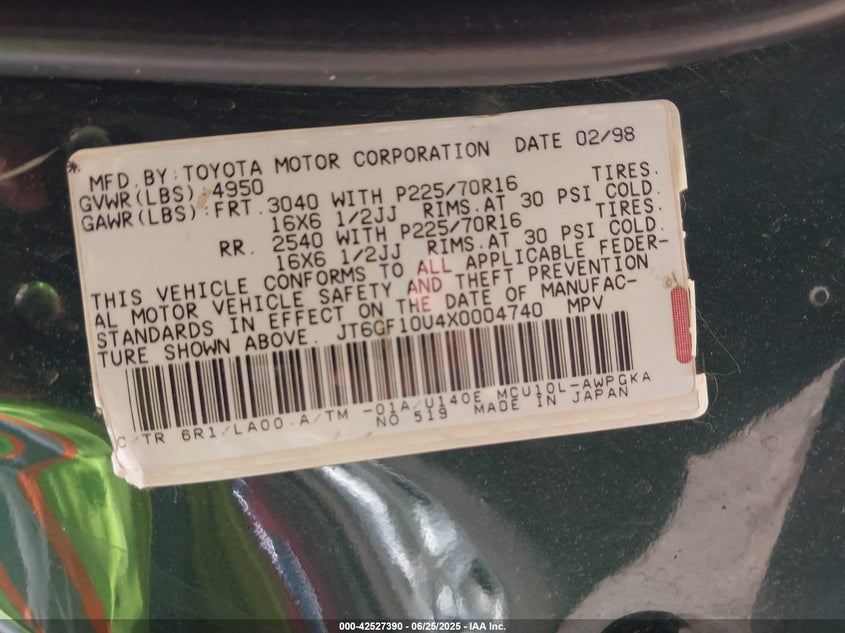 * MFD.BY:TOYOTA MOTOR CORPORATION DATE 02/98
GVWR(LBS):4950
GAWR(LBS):FRT.3040 WITH P225/70R16 TIRES.
16X6 1/2JJ RIMS.AT 30 PSI COLD.
RR. 2540 WITH P225/70R16 TIRES.
16X6 1/2JJ RIMS.AT 30 PSI COLD.
THIS VEHICLE CONFORMS TO ALL APPLICABLE FEDER-
AL MOTOR VEHICLE SAFETY AND THEFT PREVENTION
STANDARDS IN EFFECT ON THE DATE OF MANUFAC-
TURE SHOWN ABOVE. JT6GF10U4X0004740 MPV
C/TR 6R1/LA00 A/TM -01A/U140E MCU10L-AWPGKA
NO 519 MADE IN JAPAN
000-42527390 - 06/25/2025 - IAA Inc.